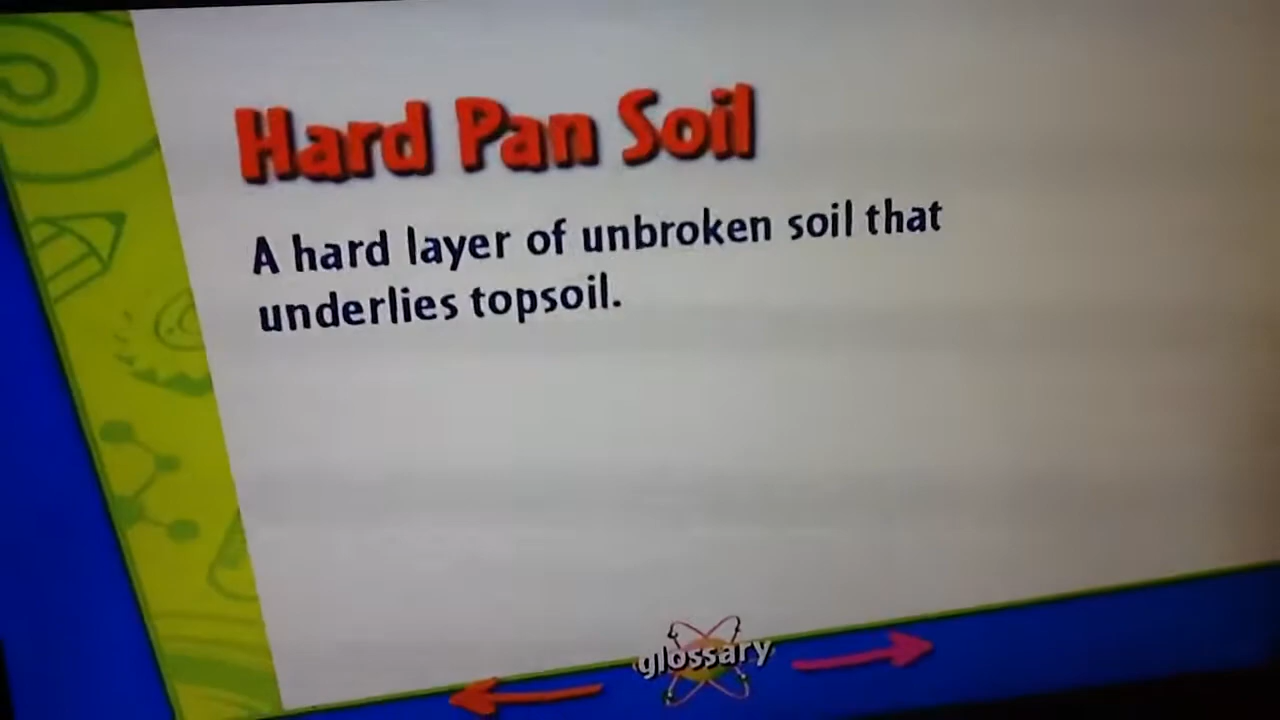 Hard Pan Soil
A hard layer of unbroken soil that
underlies topsoil.
glossary